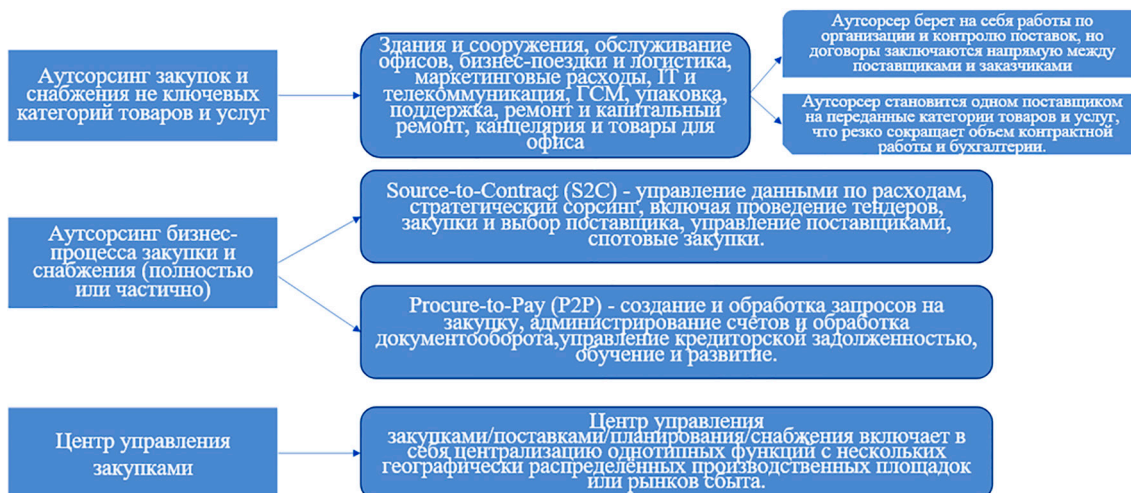 Аутсорсинг закупок и
снабжения не ключевых
категорий товаров и услуг
Здания и сооружения, обслуживание
офисов, бизнес-поездки и логистика,
маркетинговые расходы, IT и
телекоммуникация, ГСМ, упаковка,
поддержка, ремонт и капитальный
ремонт, канцелярия и товары для
офиса
Аутсорсер берет на себя работы по
организации и контролю поставок, но
договоры заключаются напрямую между
поставщиками и заказчиками
Аутсорсер становится одном поставщиком
на переданные категории товаров и услуг,
что резко сокращает объем контрактной
работы и бухгалтерии.
Аутсорсинг бизнес-
процесса закупки и
снабжения (полностью
или частично)
Source-to-Contract (S2C) - управление данными по расходам,
стратегический сорсинг, включая проведение тендеров,
закупки и выбор поставщика, управление поставщиками,
спотовые закупки.
Procure-to-Pay (P2P) - создание и обработка запросов на
закупку, администрирование счетов и обработка
документооборота,управление кредиторской задолженностью,
обучение и развитие.
Центр управления
закупками
Центр управления
закупками/поставками/планирования/снабжения включает в
себя централизацию однотипных функций с нескольких
географически распределённых производственных площадок
или рынков сбыта.